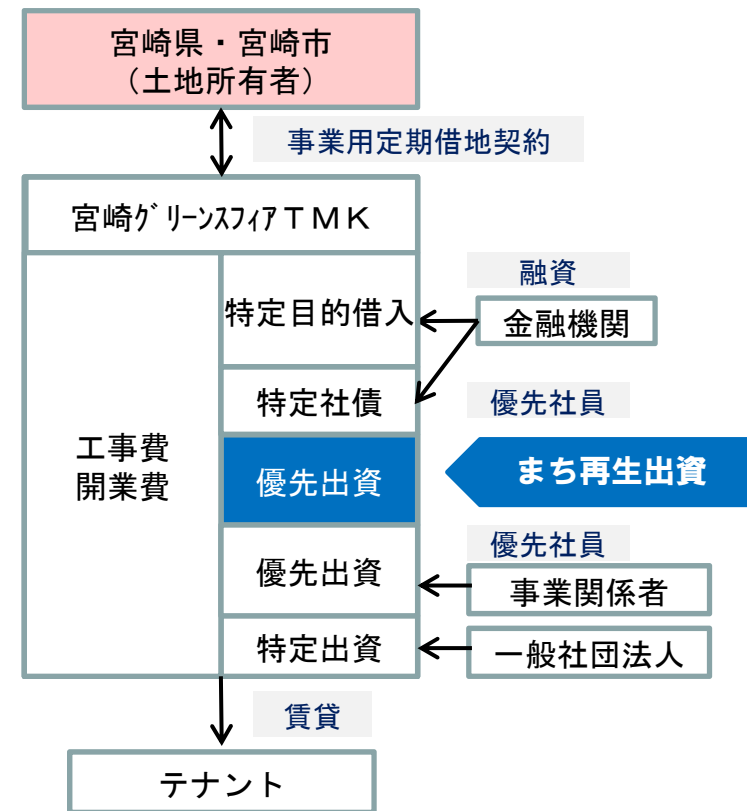 宮崎県・宮崎市
（土地所有者）
事業用定期借地契約
宮崎ｸﾞﾘｰﾝｽﾌｨｱＴＭＫ
工事費
開業費
特定目的借入
融資
金融機関
特定社債
優先社員
優先出資
まち再生出資
優先社員
優先出資
事業関係者
特定出資
一般社団法人
賃貸
テナント